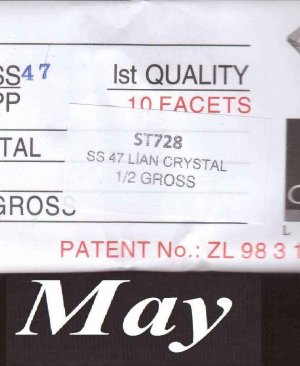 SS47
Ist QUALITY
PP
10 FACETS
ST728
TAL
SS 47 LIAN CRYSTAL
1/2 GROSS
GROSS
L
PATENT No.: ZL 98 3 1
May